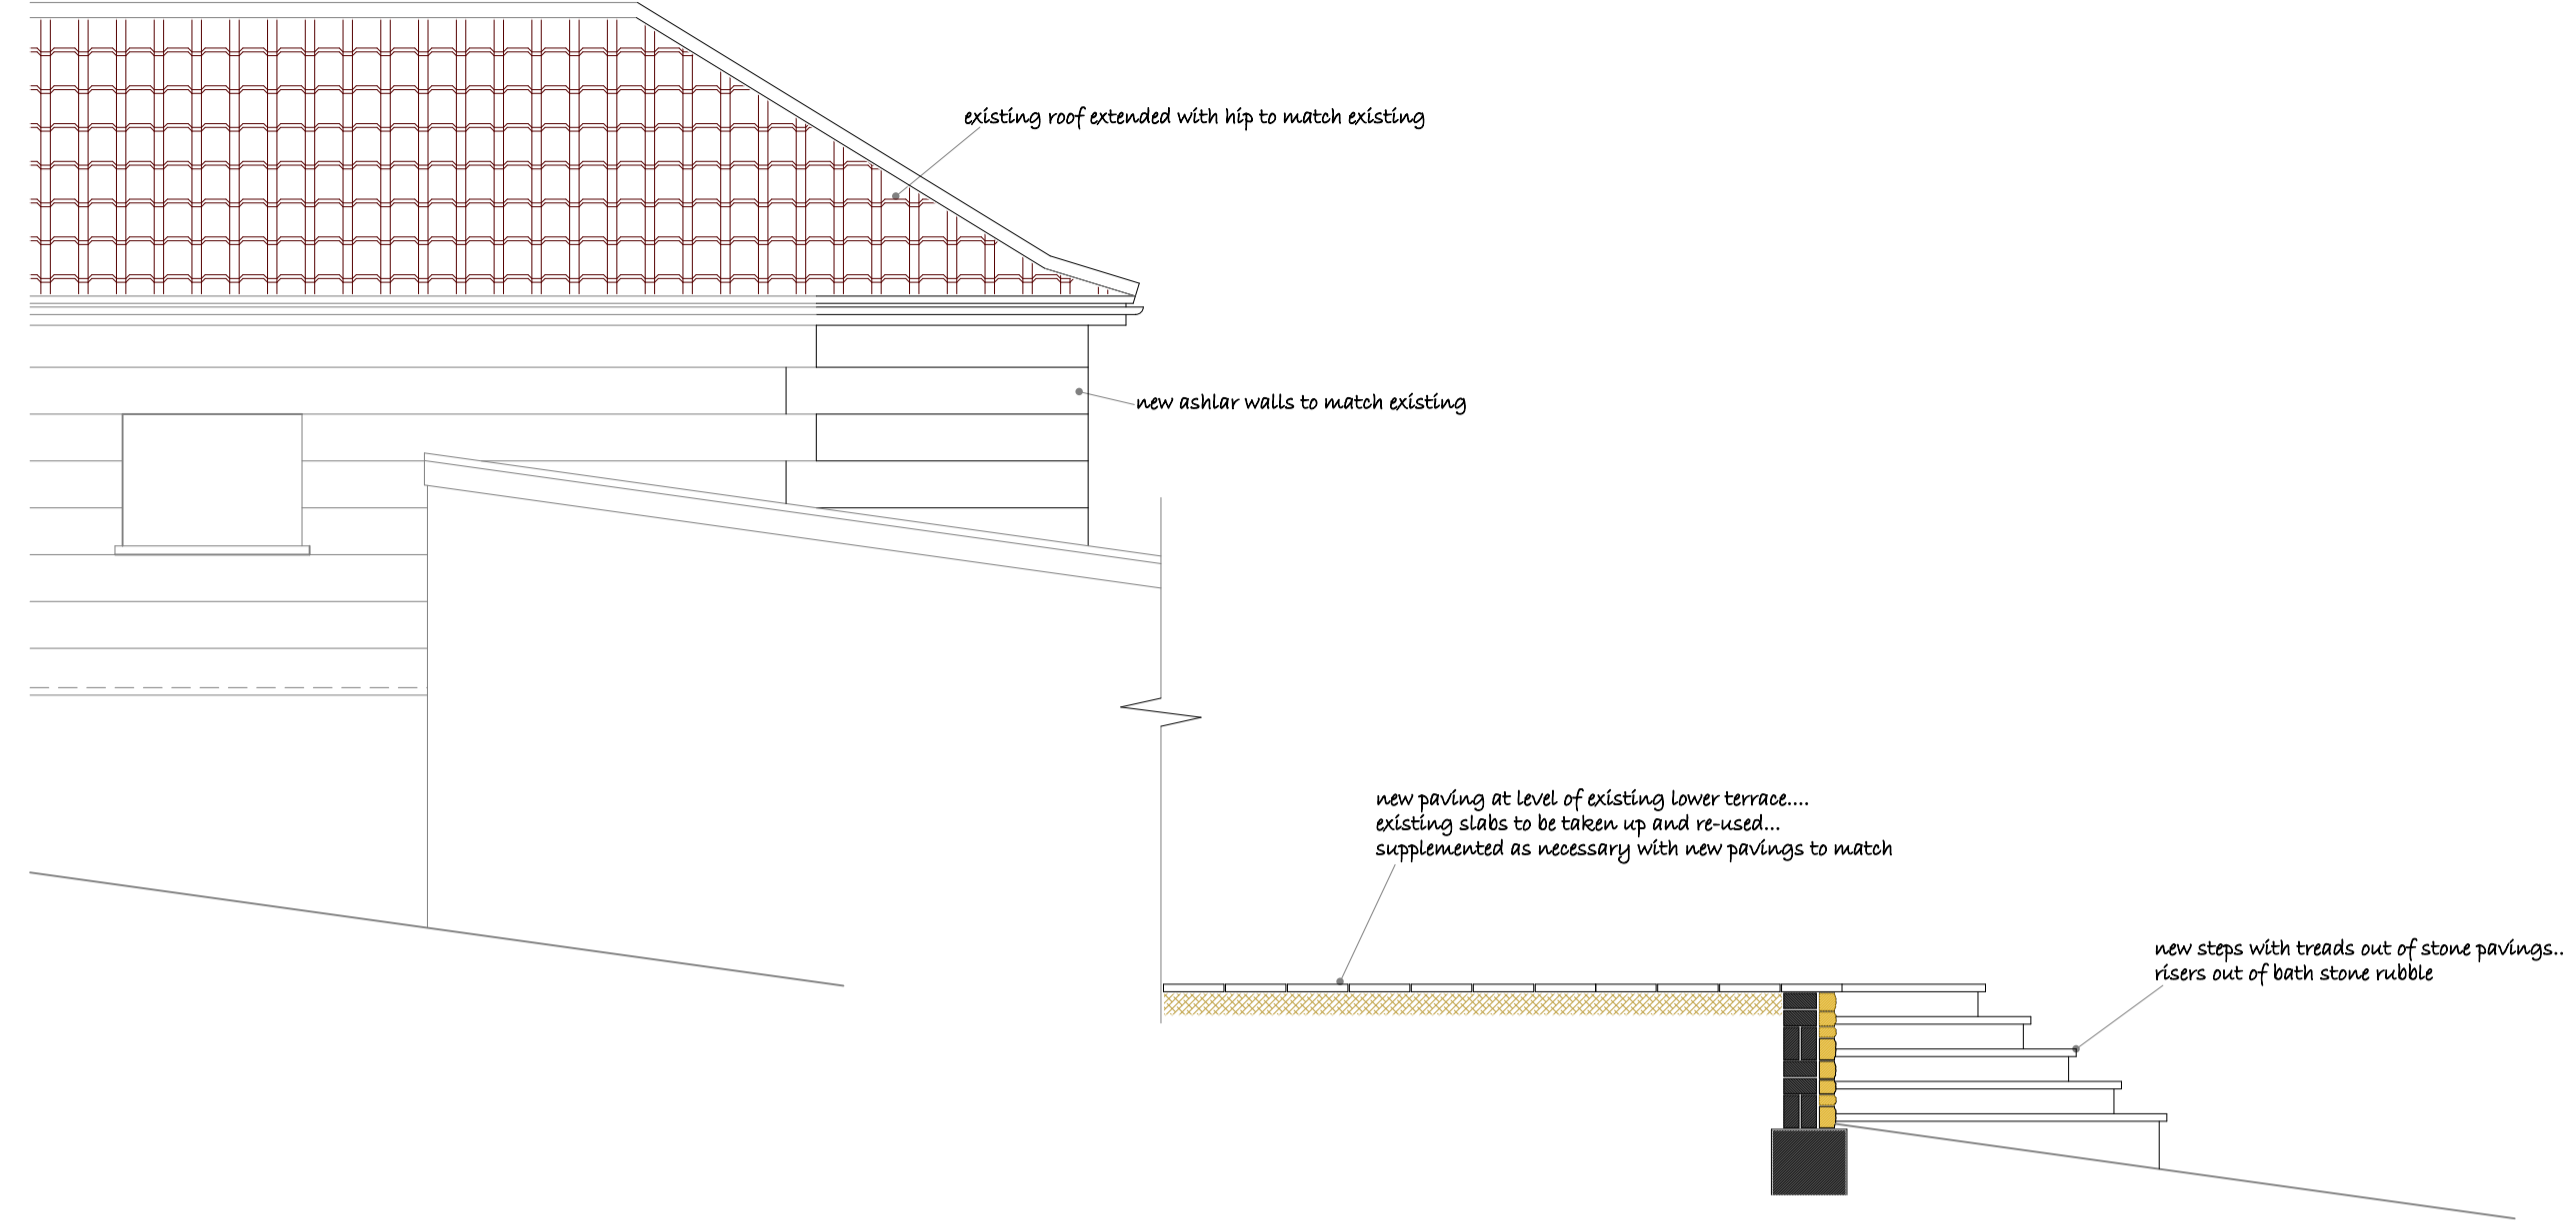 existing roof extended with hip to match existing
new ashlar walls to match existing
new paving at level of existing lower terrace....
existing slabs to be taken up and re-used...
supplemented as necessary with new pavings to match
new steps with treads out of stone pavings..
risers out of bath stone rubble